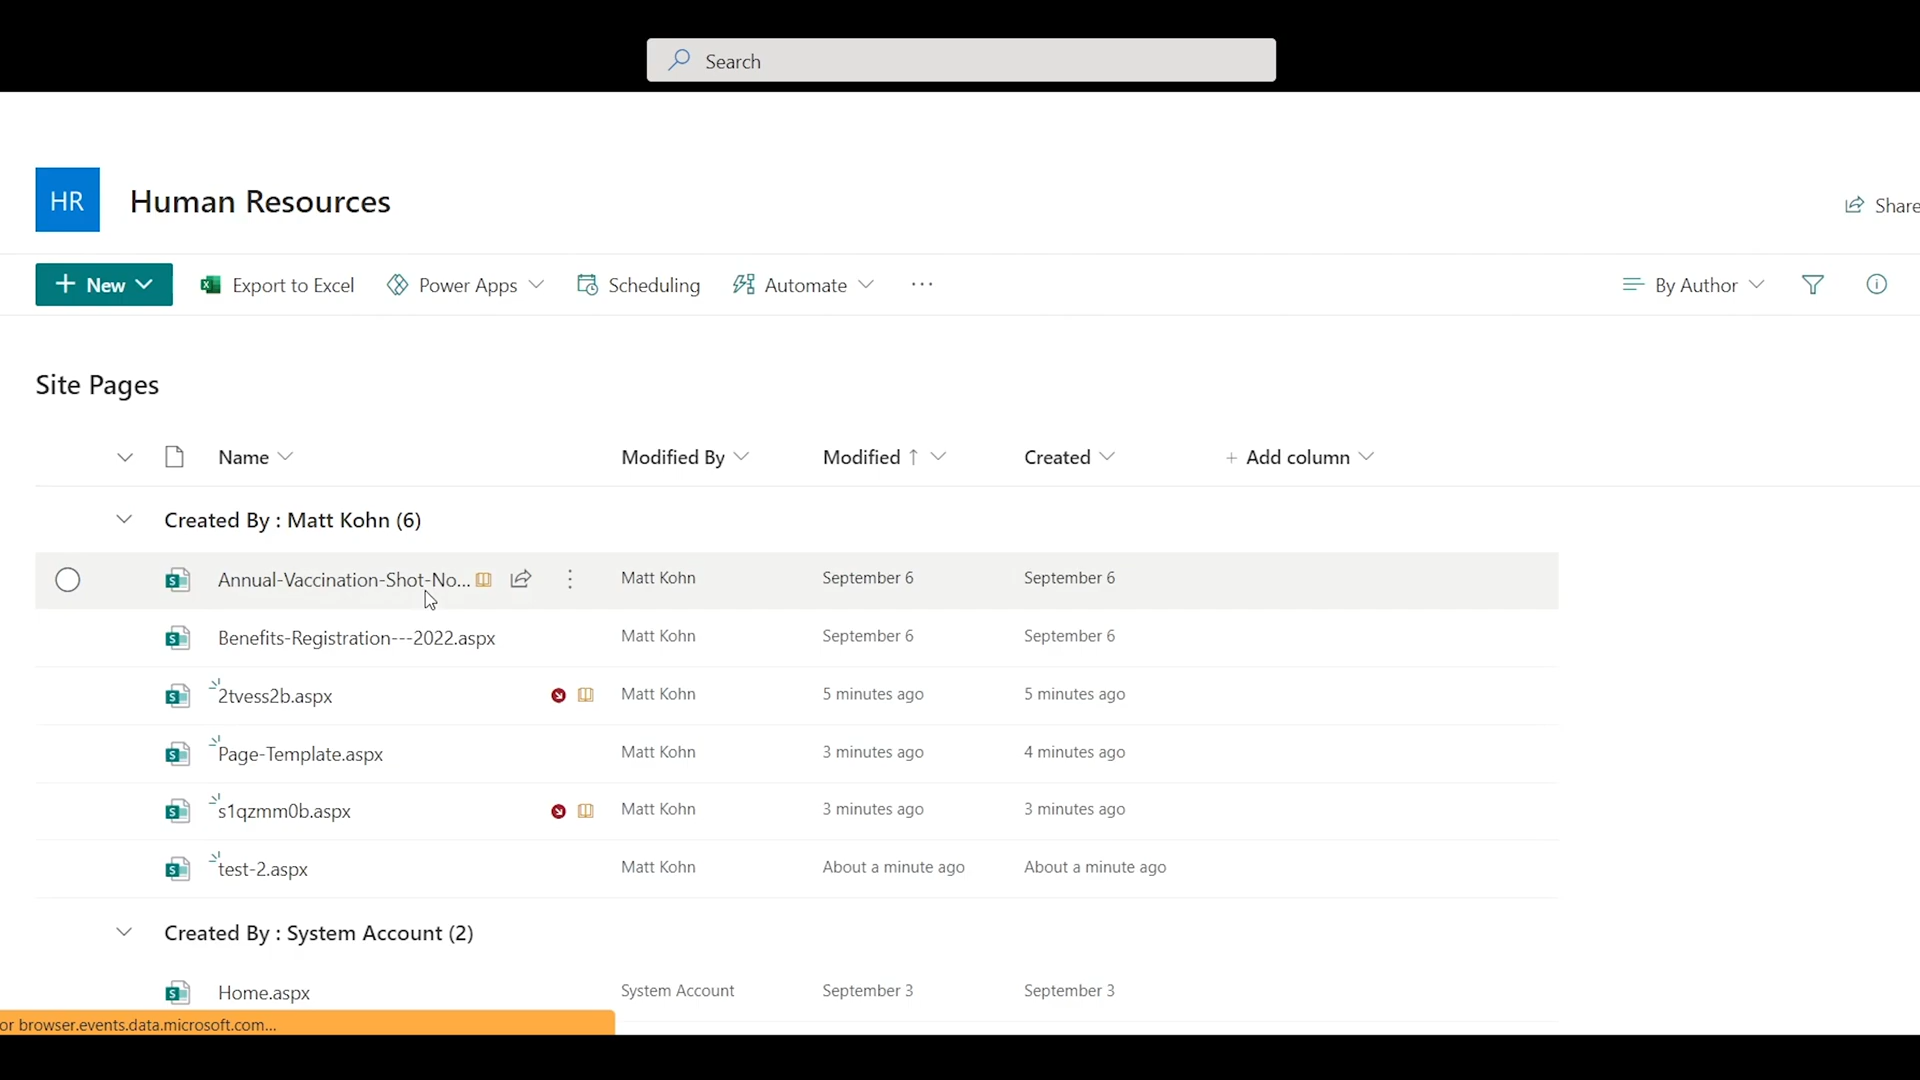 Search
HR Human Resources
Share
+ New Export to Excel Power Apps Scheduling Automate ... By Author
Site Pages
Name Modified By Modified ↑ Created + Add column
Created By : Matt Kohn (6)
Annual-Vaccination-Shot-No... Matt Kohn September 6 September 6
Benefits-Registration---2022.aspx Matt Kohn September 6 September 6
2tvess2b.aspx Matt Kohn 5 minutes ago 5 minutes ago
Page-Template.aspx Matt Kohn 3 minutes ago 4 minutes ago
s1qzmm0b.aspx Matt Kohn 3 minutes ago 3 minutes ago
test-2.aspx Matt Kohn About a minute ago About a minute ago
Created By : System Account (2)
Home.aspx System Account September 3 September 3
or browser.events.data.microsoft.com...